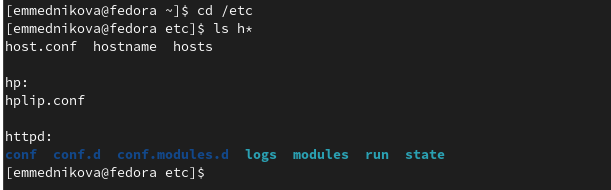 [emmednikova@fedora ~]$ cd /etc
[emmednikova@fedora etc]$ ls h*
host.conf  hostname  hosts
hp:
hplip.conf
httpd:
conf  conf.d  conf.modules.d  logs  modules  run  state
[emmednikova@fedora etc]$